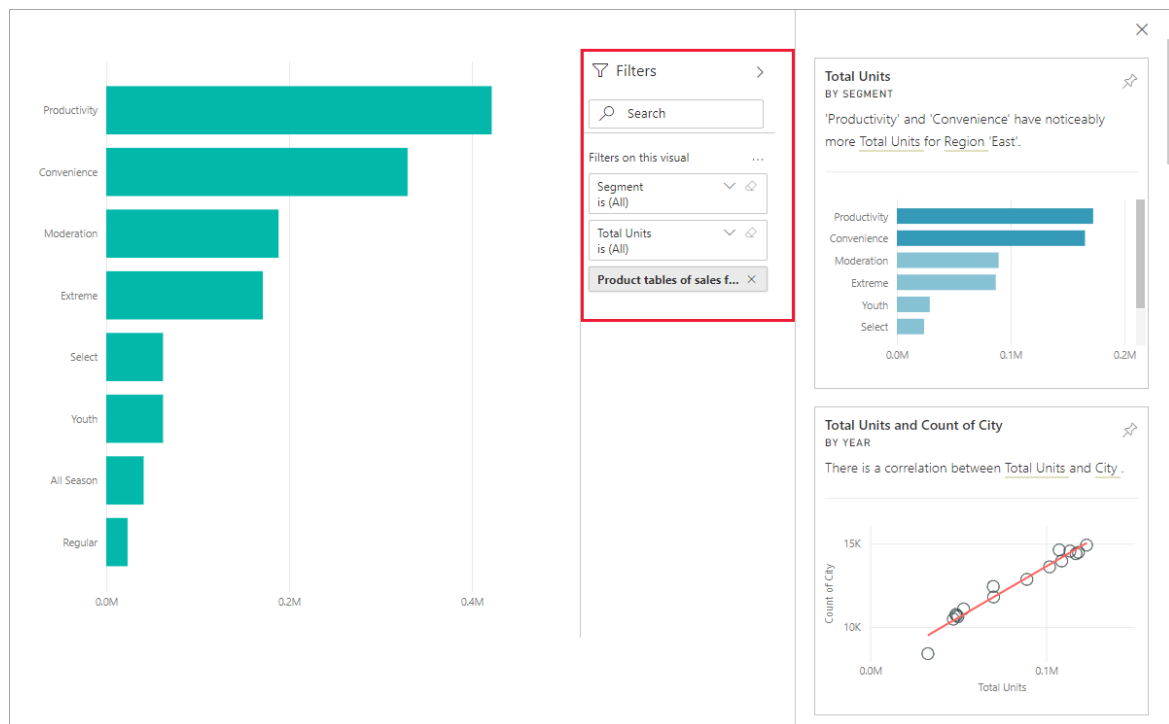 Productivity
Convenience
Moderation
Extreme
Select
Youth
All Season
Regular
0.0M 0.2M 0.4M
Filters
Search
Filters on this visual ...
Segment
is (All)
Total Units
is (All)
Product tables of sales f...
Total Units
BY SEGMENT
'Productivity' and 'Convenience' have noticeably
more Total Units for Region 'East'.
Productivity
Convenience
Moderation
Extreme
Youth
Select
0.0M 0.1M 0.2M
Total Units and Count of City
BY YEAR
There is a correlation between Total Units and City .
15K
10K
Count of City
0.0M 0.1M
Total Units